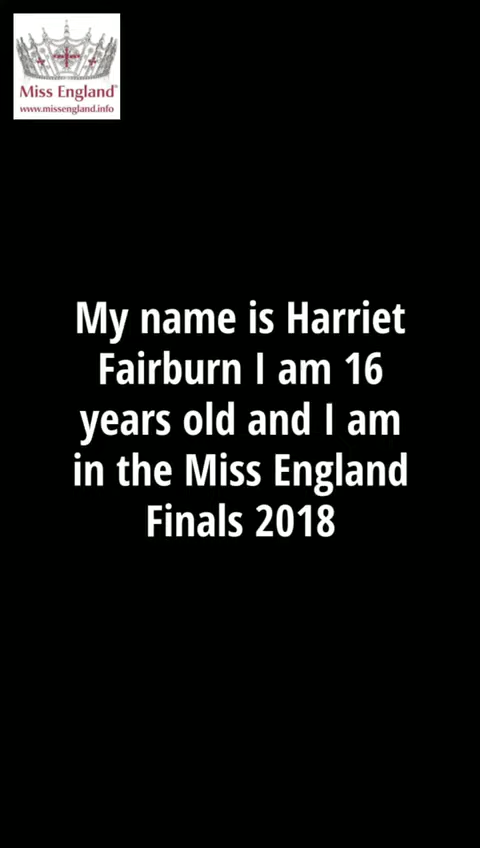 Miss England®
www.missengland.info
My name is Harriet
Fairburn I am 16
years old and I am
in the Miss England
Finals 2018